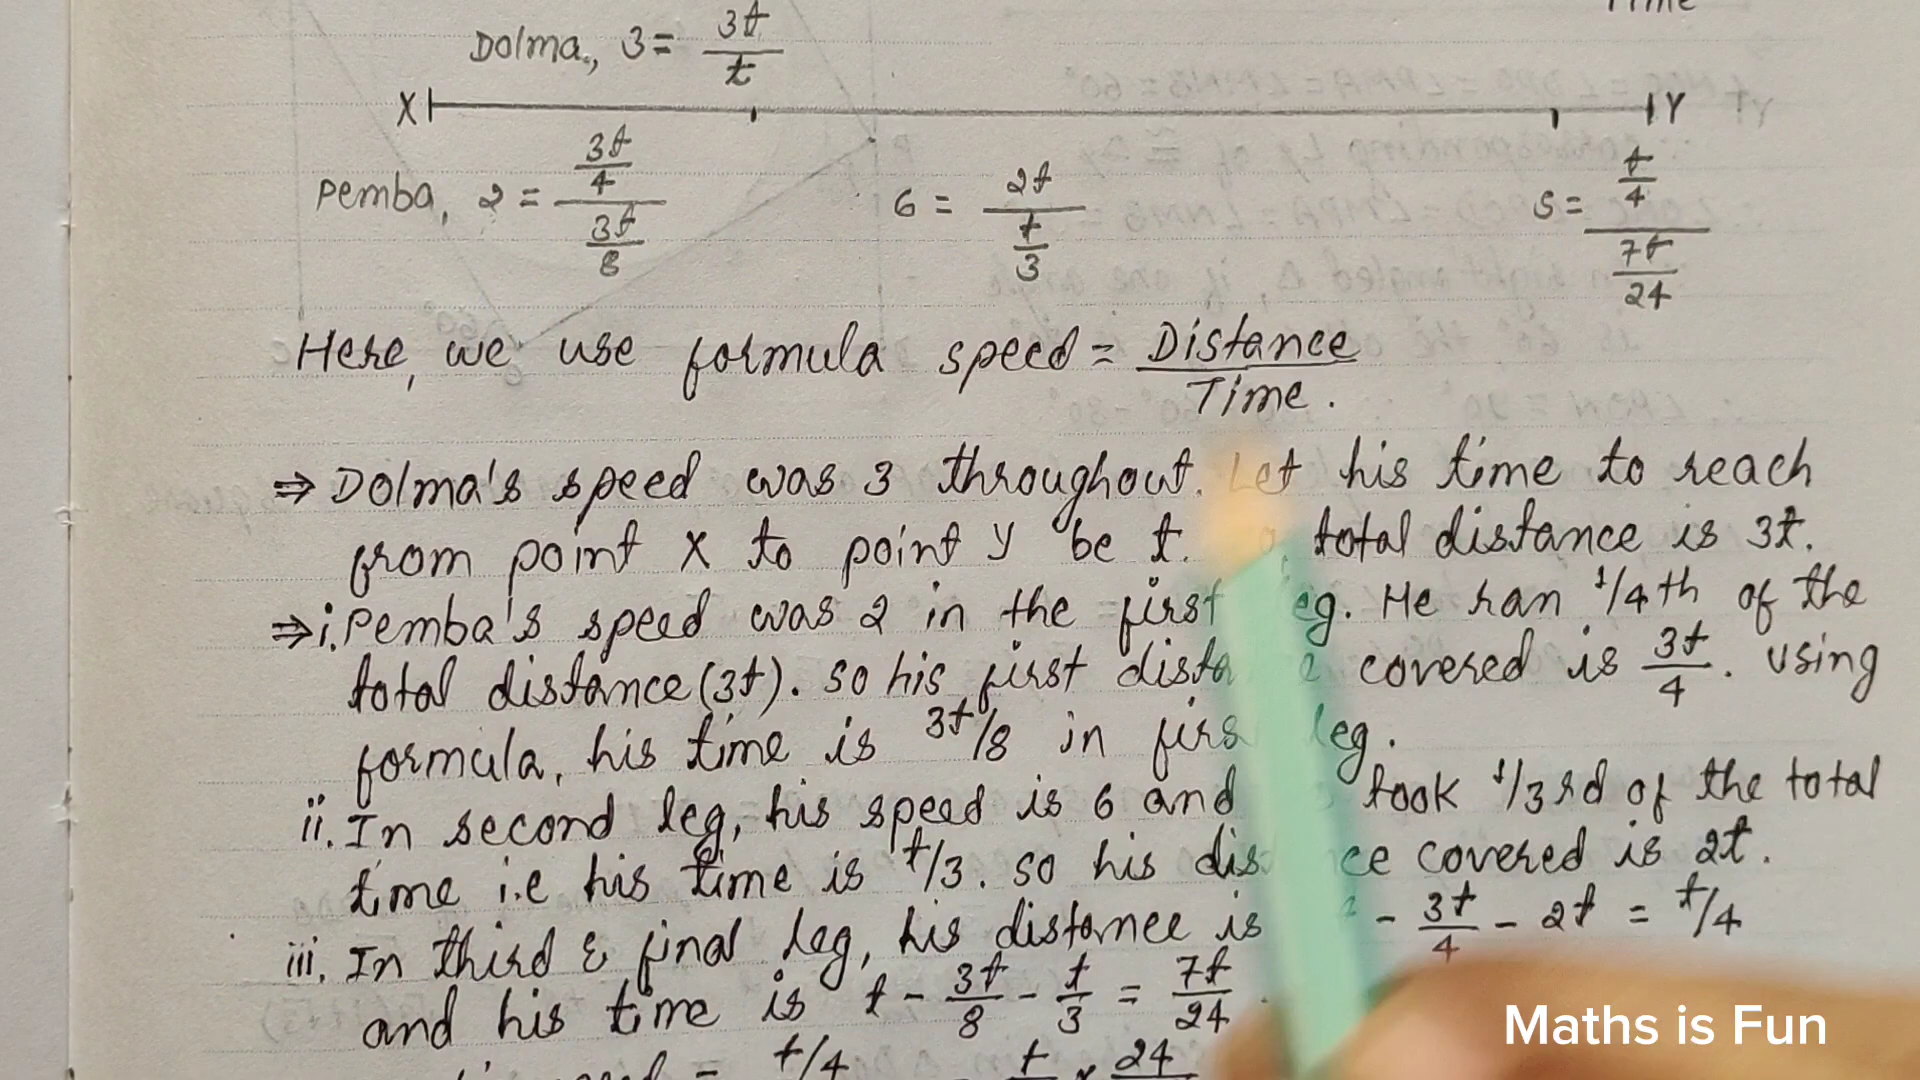 Time
Dolma, 3 = 3t/t
X Y
Pemba, 2 = 3t/4 / 3t/8 6 = 2t / t/3 S = t/4 / 7t/24
Here, we use formula speed = Distance/Time.
⇒ Dolma's speed was 3 throughout. Let his time to reach
from point X to point Y be t. total distance is 3t.
⇒ i. Pemba's speed was 2 in the first leg. He ran 1/4th of the
total distance (3t). So his first covered is 3t/4. Using
formula, his time is 3t/8 in leg.
ii. In second leg, his speed is 6 and took 1/3rd of the total
time i.e his time is t/3. So his covered is 2t.
iii. In third & final leg, his distance is - 3t/4 - 2t = t/4
and his time is t - 3t/8 - t/3 = 7t/24
= t/4 24
Maths is Fun